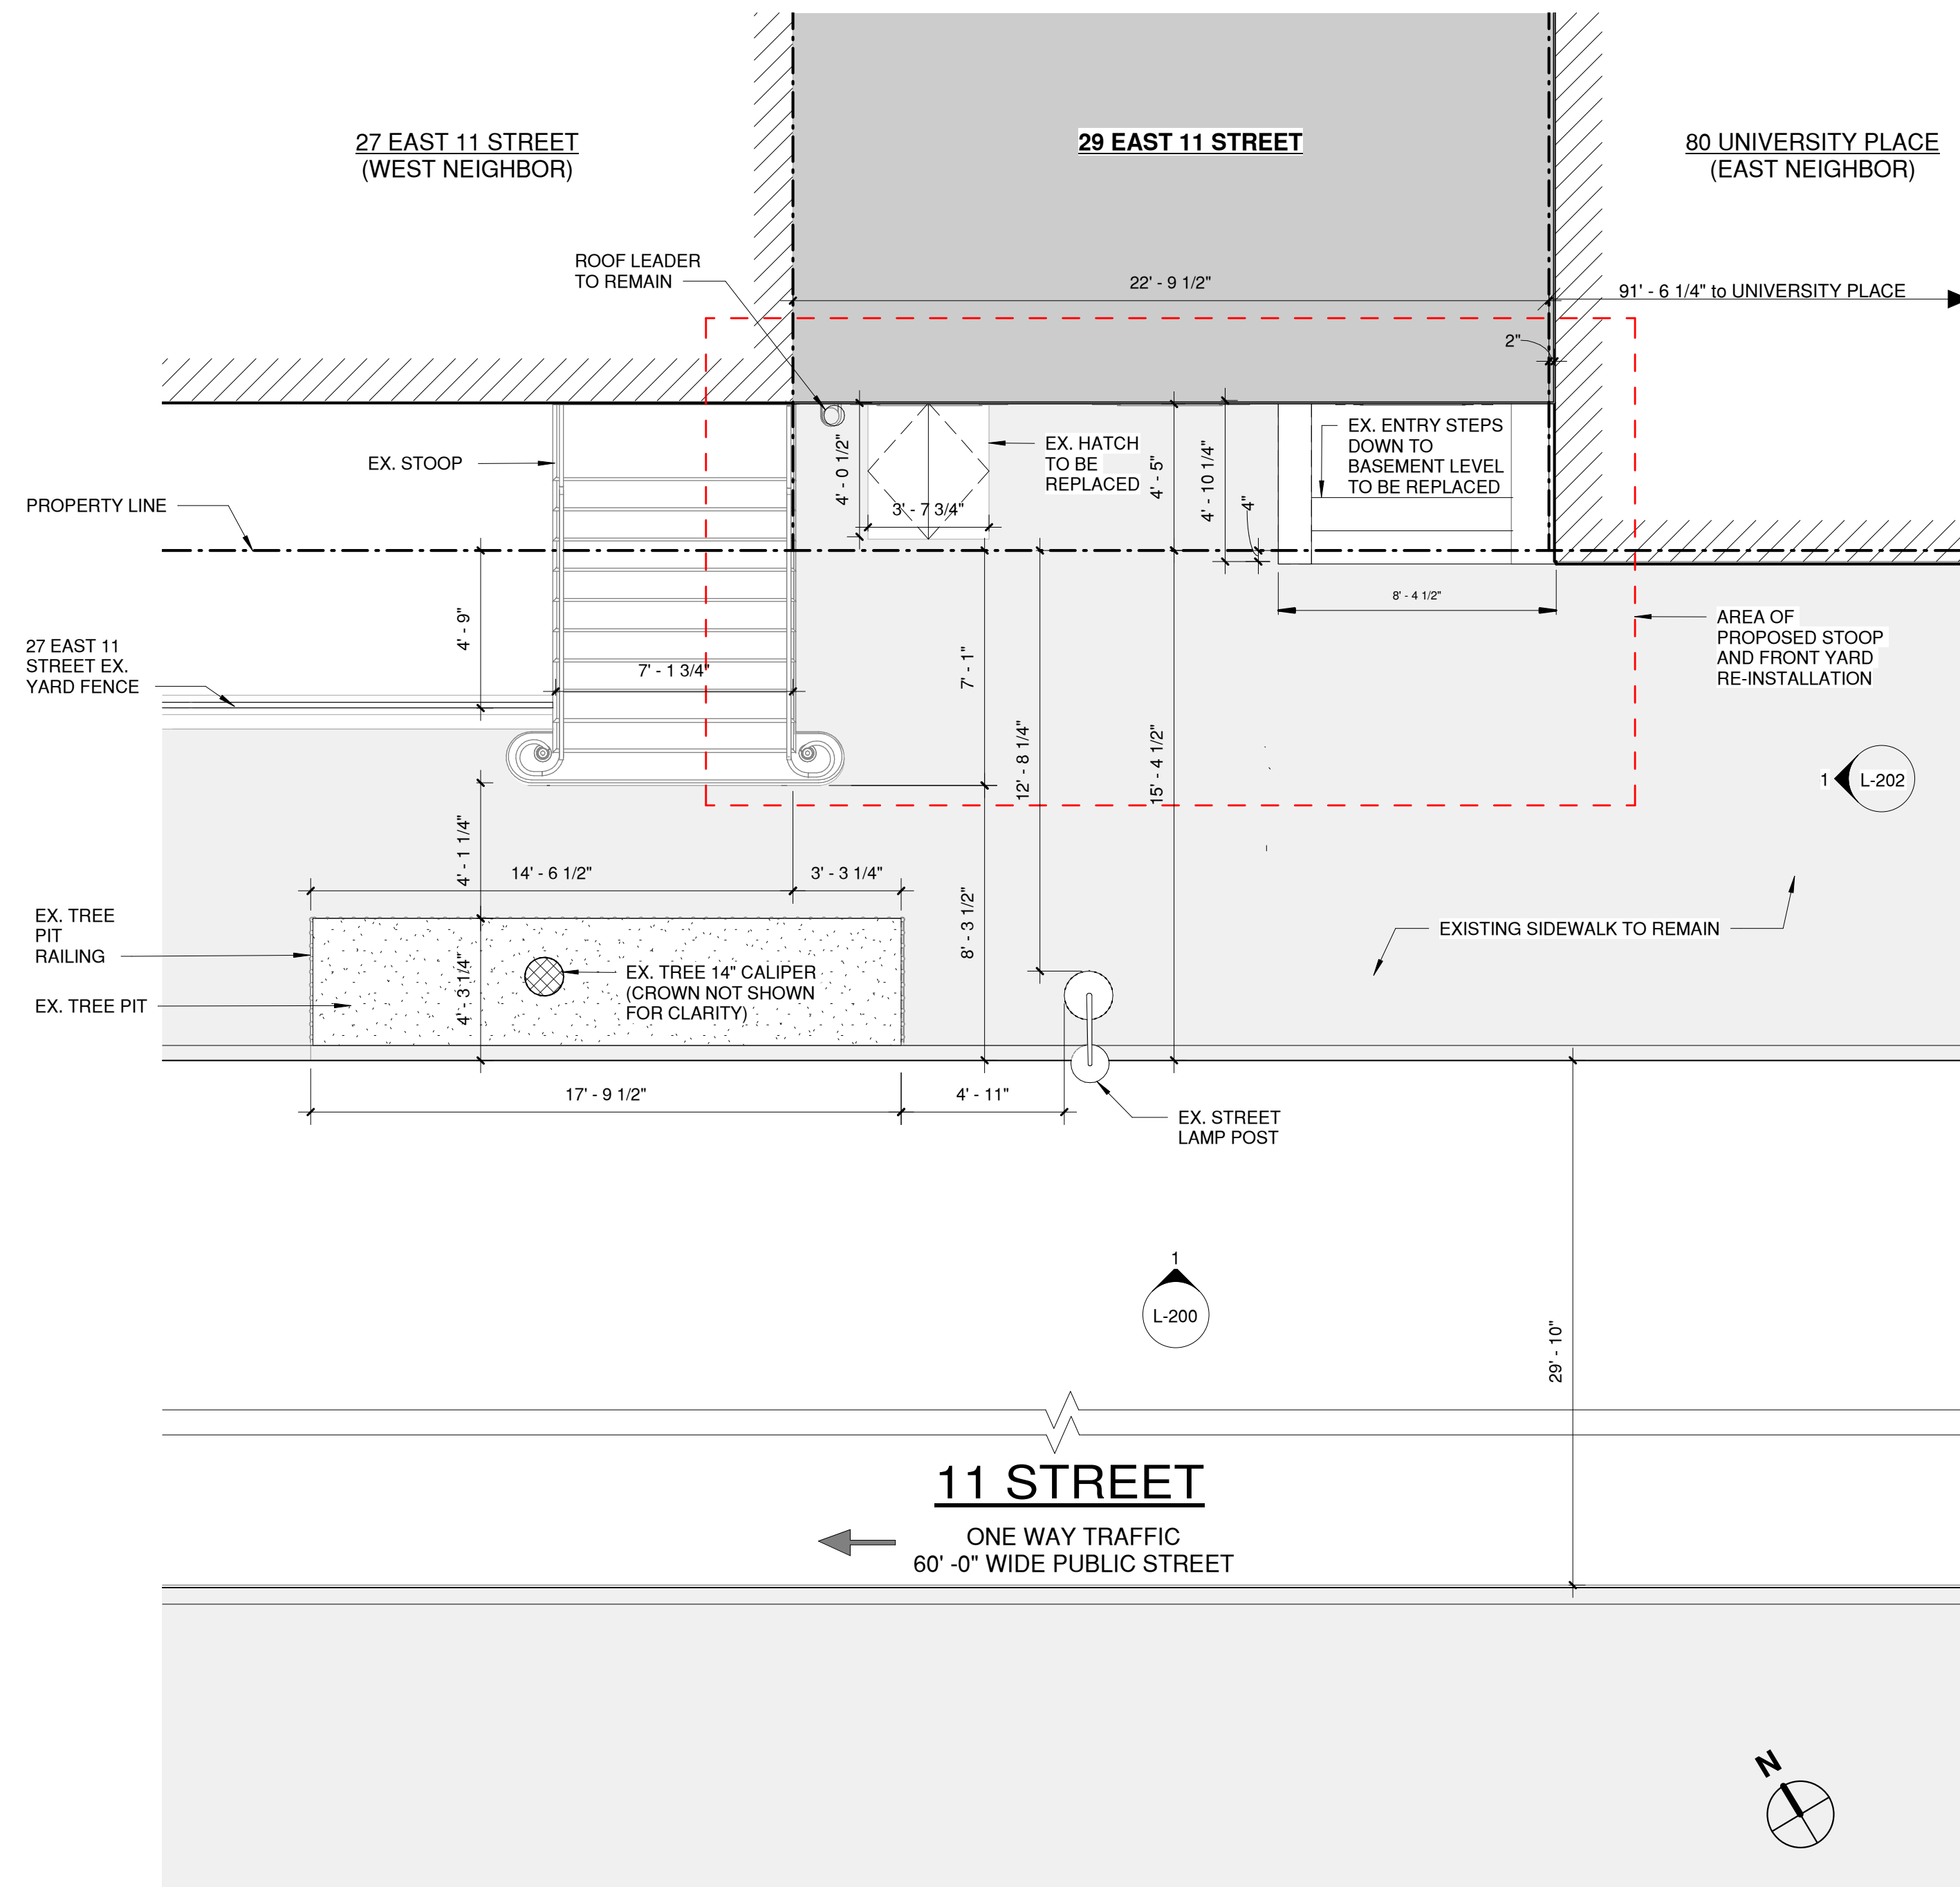 27 EAST 11 STREET
(WEST NEIGHBOR)
29 EAST 11 STREET
80 UNIVERSITY PLACE
(EAST NEIGHBOR)
ROOF LEADER
TO REMAIN
22' - 9 1/2"
91' - 6 1/4" to UNIVERSITY PLACE
2"
EX. STOOP
4' - 0 1/2"
3' - 7 3/4"
EX. HATCH
TO BE
REPLACED
4' - 5"
4' - 10 1/4"
4"
EX. ENTRY STEPS
DOWN TO
BASEMENT LEVEL
TO BE REPLACED
PROPERTY LINE
8' - 4 1/2"
4' - 9"
27 EAST 11
STREET EX.
YARD FENCE
7' - 1 3/4"
7' - 1"
12' - 8 1/4"
15' - 4 1/2"
AREA OF
PROPOSED STOOP
AND FRONT YARD
RE-INSTALLATION
1
L-202
4' - 1 1/4"
14' - 6 1/2"
3' - 3 1/4"
8' - 3 1/2"
EX. TREE
PIT
RAILING
EX. TREE PIT
4' - 3 1/4"
EX. TREE 14" CALIPER
(CROWN NOT SHOWN
FOR CLARITY)
EXISTING SIDEWALK TO REMAIN
17' - 9 1/2"
4' - 11"
EX. STREET
LAMP POST
1
L-200
29' - 10"
11 STREET
ONE WAY TRAFFIC
60' -0" WIDE PUBLIC STREET
N